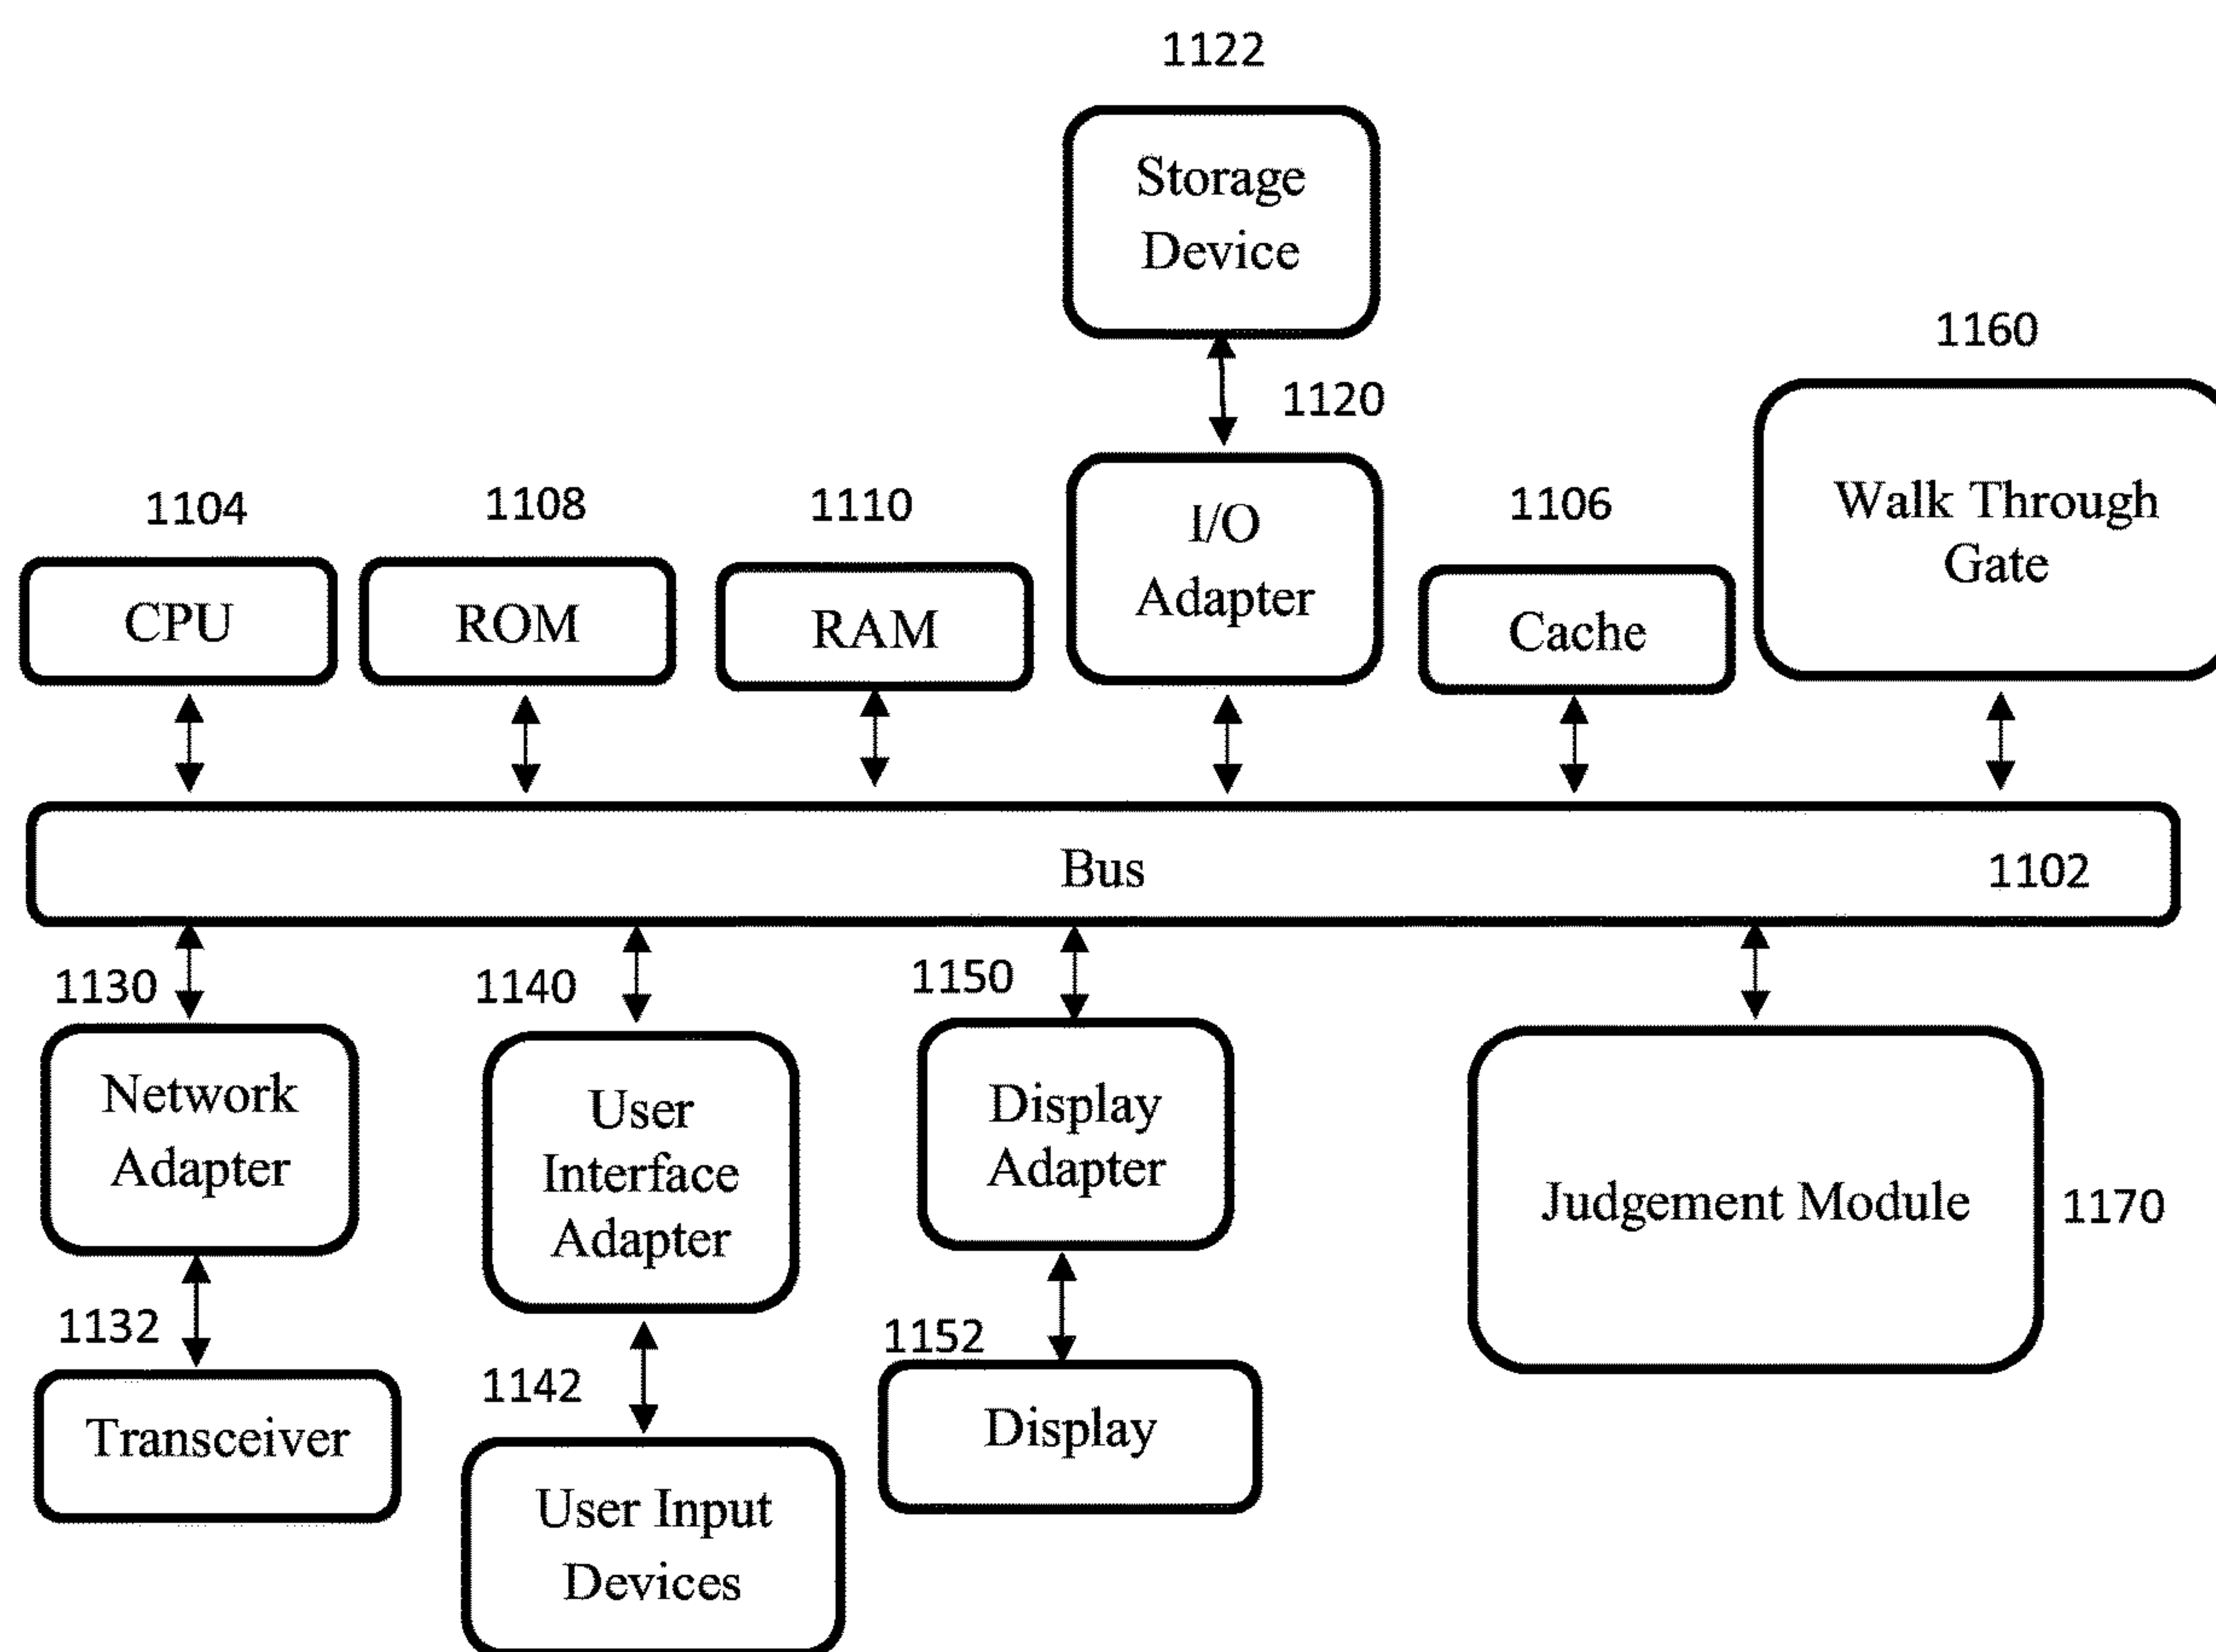 1122
Storage
Device
1160
1120
1104
1108
1110
I/O
Adapter
1106
Walk Through
Gate
CPU
ROM
RAM
Cache
Bus
1102
1130
1140
1150
Network
Adapter
User
Interface
Adapter
Display
Adapter
Judgement Module
1170
1132
1142
1152
Transceiver
User Input
Devices
Display